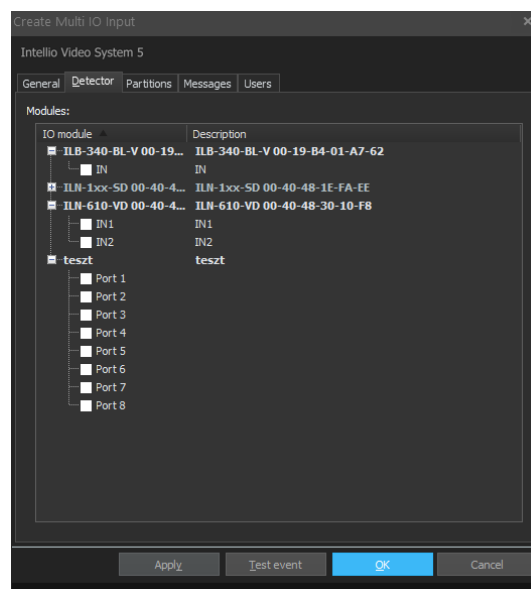 Create Multi IO Input
Intellio Video System 5
General Detector Partitions Messages Users
Modules:
IO module Description
ILB-340-BL-V 00-19... ILB-340-BL-V 00-19-B4-01-A7-62
IN IN
ILN-1xx-SD 00-40-4... ILN-1xx-SD 00-40-48-1E-FA-EE
ILN-610-VD 00-40-4... ILN-610-VD 00-40-48-30-10-F8
IN1 IN1
IN2 IN2
teszt teszt
Port 1
Port 2
Port 3
Port 4
Port 5
Port 6
Port 7
Port 8
Apply Test event OK Cancel